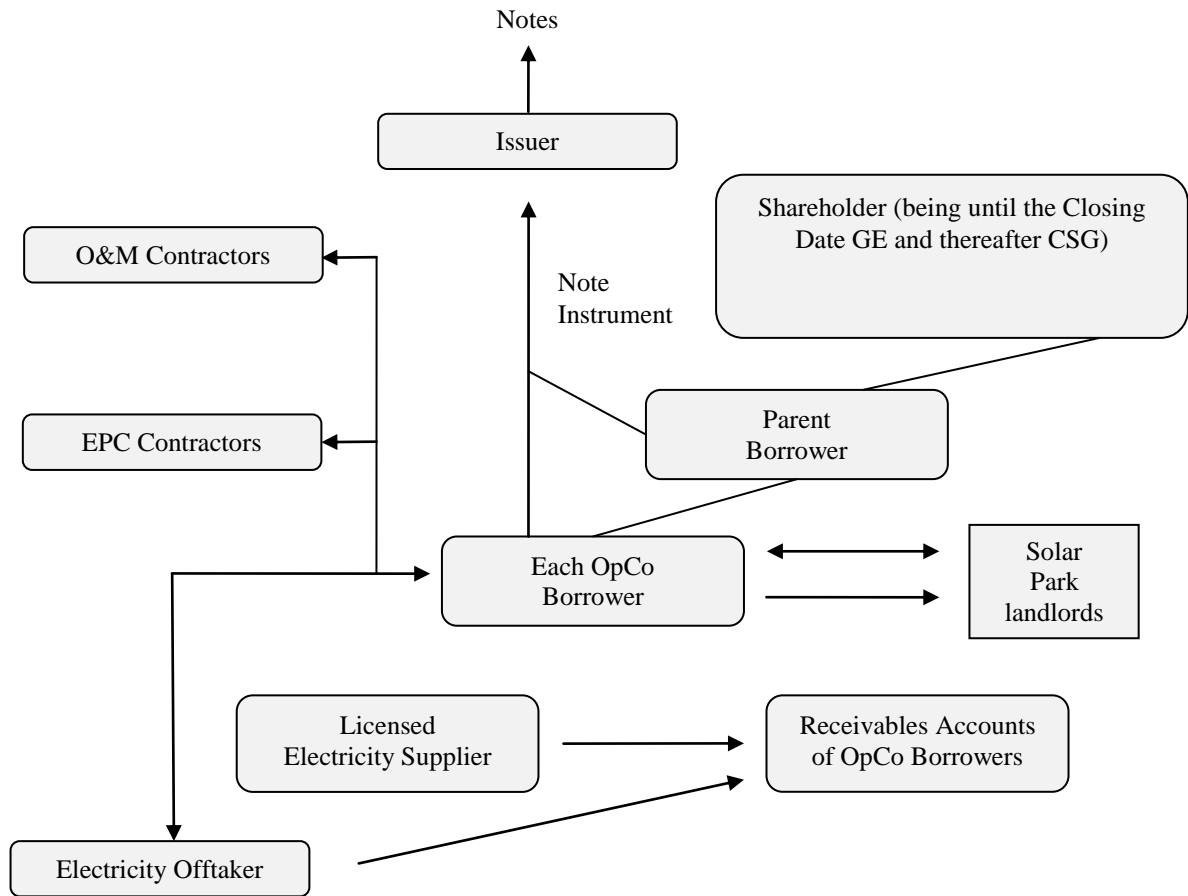 Notes
Issuer
Shareholder (being until the Closing
Date GE and thereafter CSG)
O&M Contractors
Note
Instrument
EPC Contractors
Parent
Borrower
Each OpCo
Borrower
Solar
Park
landlords
Licensed
Electricity Supplier
Receivables Accounts
of OpCo Borrowers
Electricity Offtaker